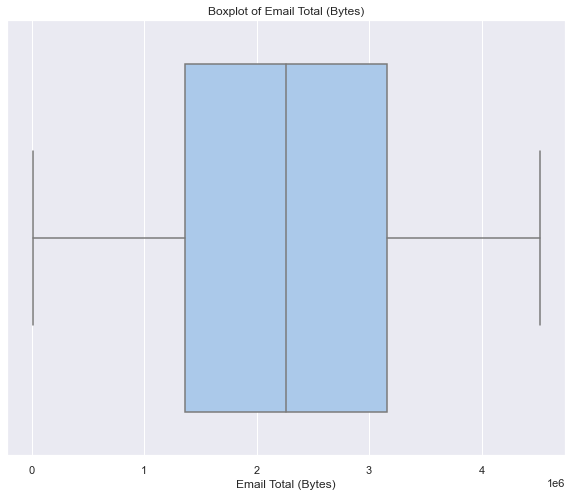 Boxplot of Email Total (Bytes)
0 1 2 3 4
Email Total (Bytes) 1e6